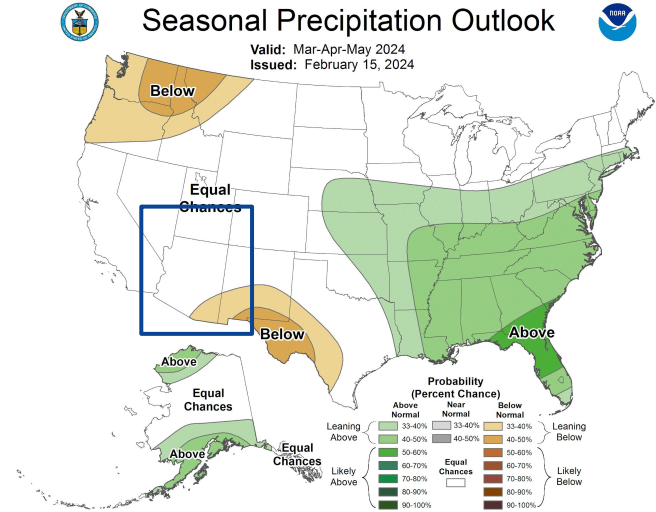 Seasonal Precipitation Outlook
NOAA
Valid: Mar-Apr-May 2024
Issued: February 15, 2024
Below
Equal
Chances
Below
Above
Above
Equal
Chances
Above
Equal
Chances
Probability
(Percent Chance)
Above Normal
Near Normal
Below Normal
Leaning Above
33-40%
33-40%
33-40%
Leaning Below
40-50%
40-50%
40-50%
Likely Above
50-60%
50-60%
Likely Below
60-70%
60-70%
Equal Chances
70-80%
70-80%
80-90%
80-90%
90-100%
90-100%